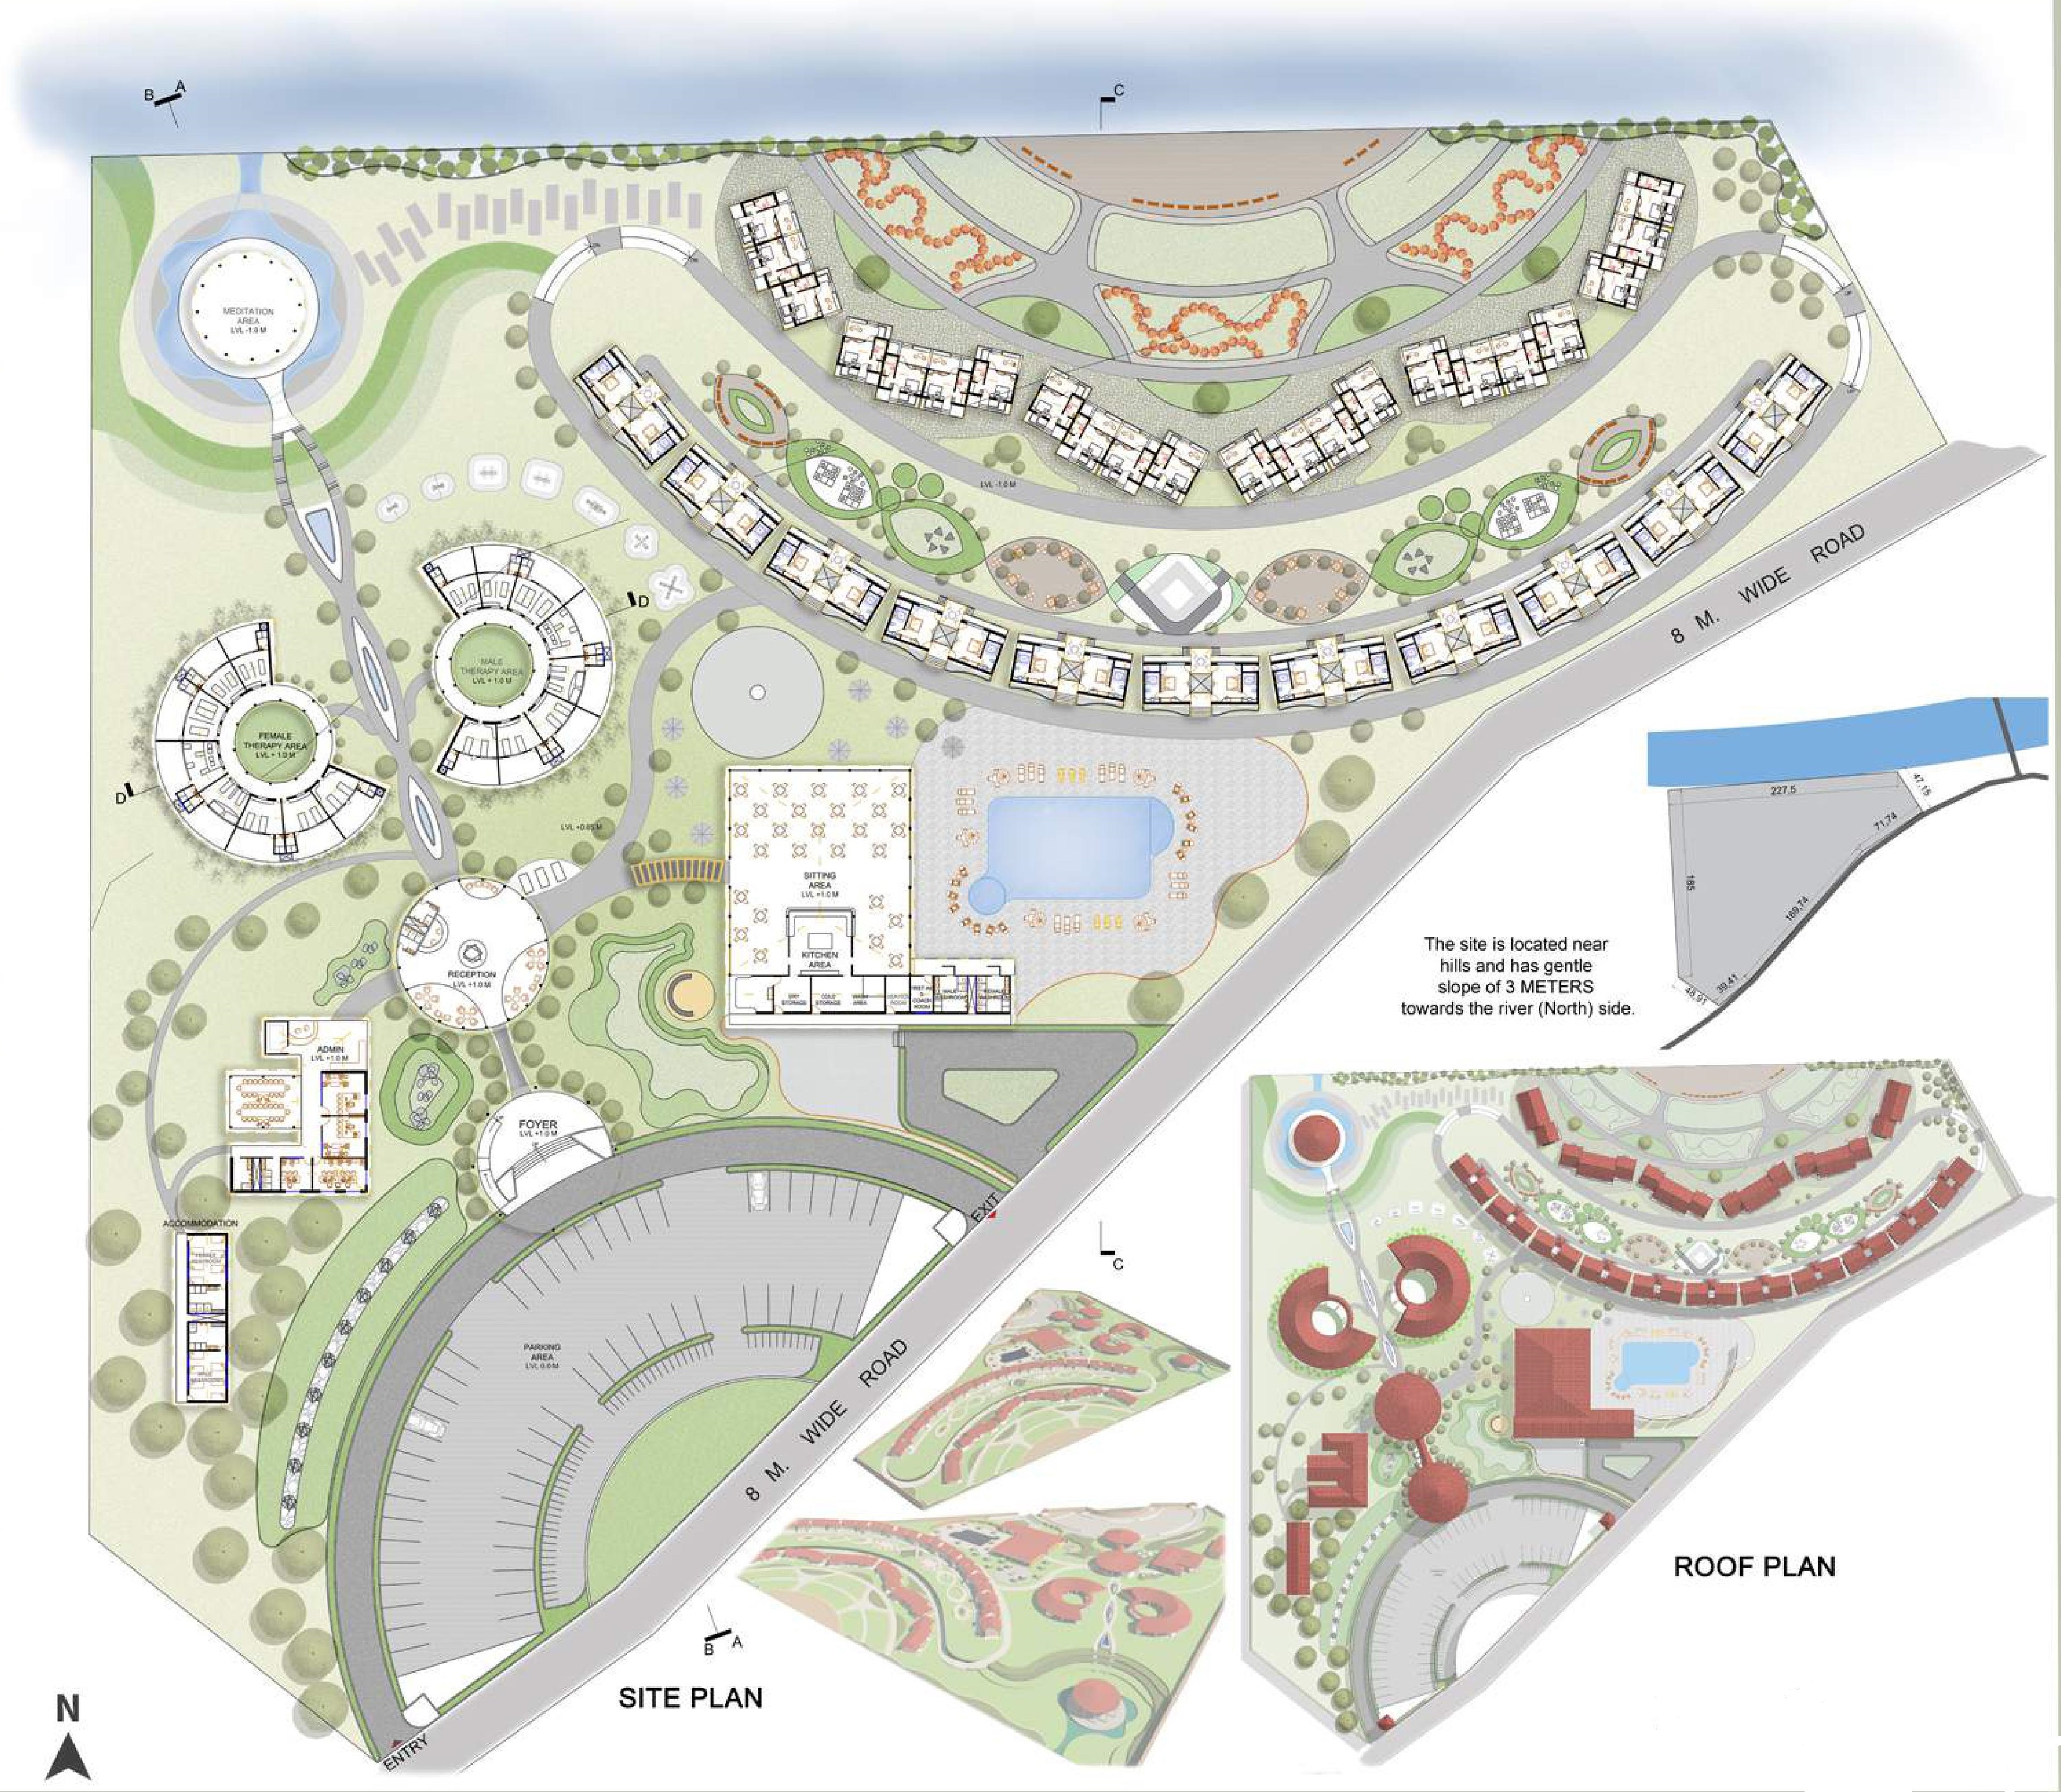 B A
C
MEDITATION
AREA
LVL -1.0 M
LVL -1.0 M
8 M. WIDE ROAD
D
MALE
THERAPY AREA
LVL + 1.0 M
FEMALE
THERAPY AREA
LVL + 1.0 M
D
227.5
47.15
71.74
185
169.74
39.41
48.91
LVL +0.85 M
SITTING
AREA
LVL +1.0 M
KITCHEN
AREA
DRY
STORAGE
COLD
STORAGE
WASH
AREA
SERVICE
ROOM
COACH
ROOM
RECEPTION
LVL +1.0 M
The site is located near
hills and has gentle
slope of 3 METERS
towards the river (North) side.
ADMIN
LVL +1.0 M
FOYER
LVL +1.0 M
EXIT
ACCOMMODATION
C
PARKING
AREA
LVL 0.0 M
8 M. WIDE ROAD
ROOF PLAN
B A
SITE PLAN
N
ENTRY